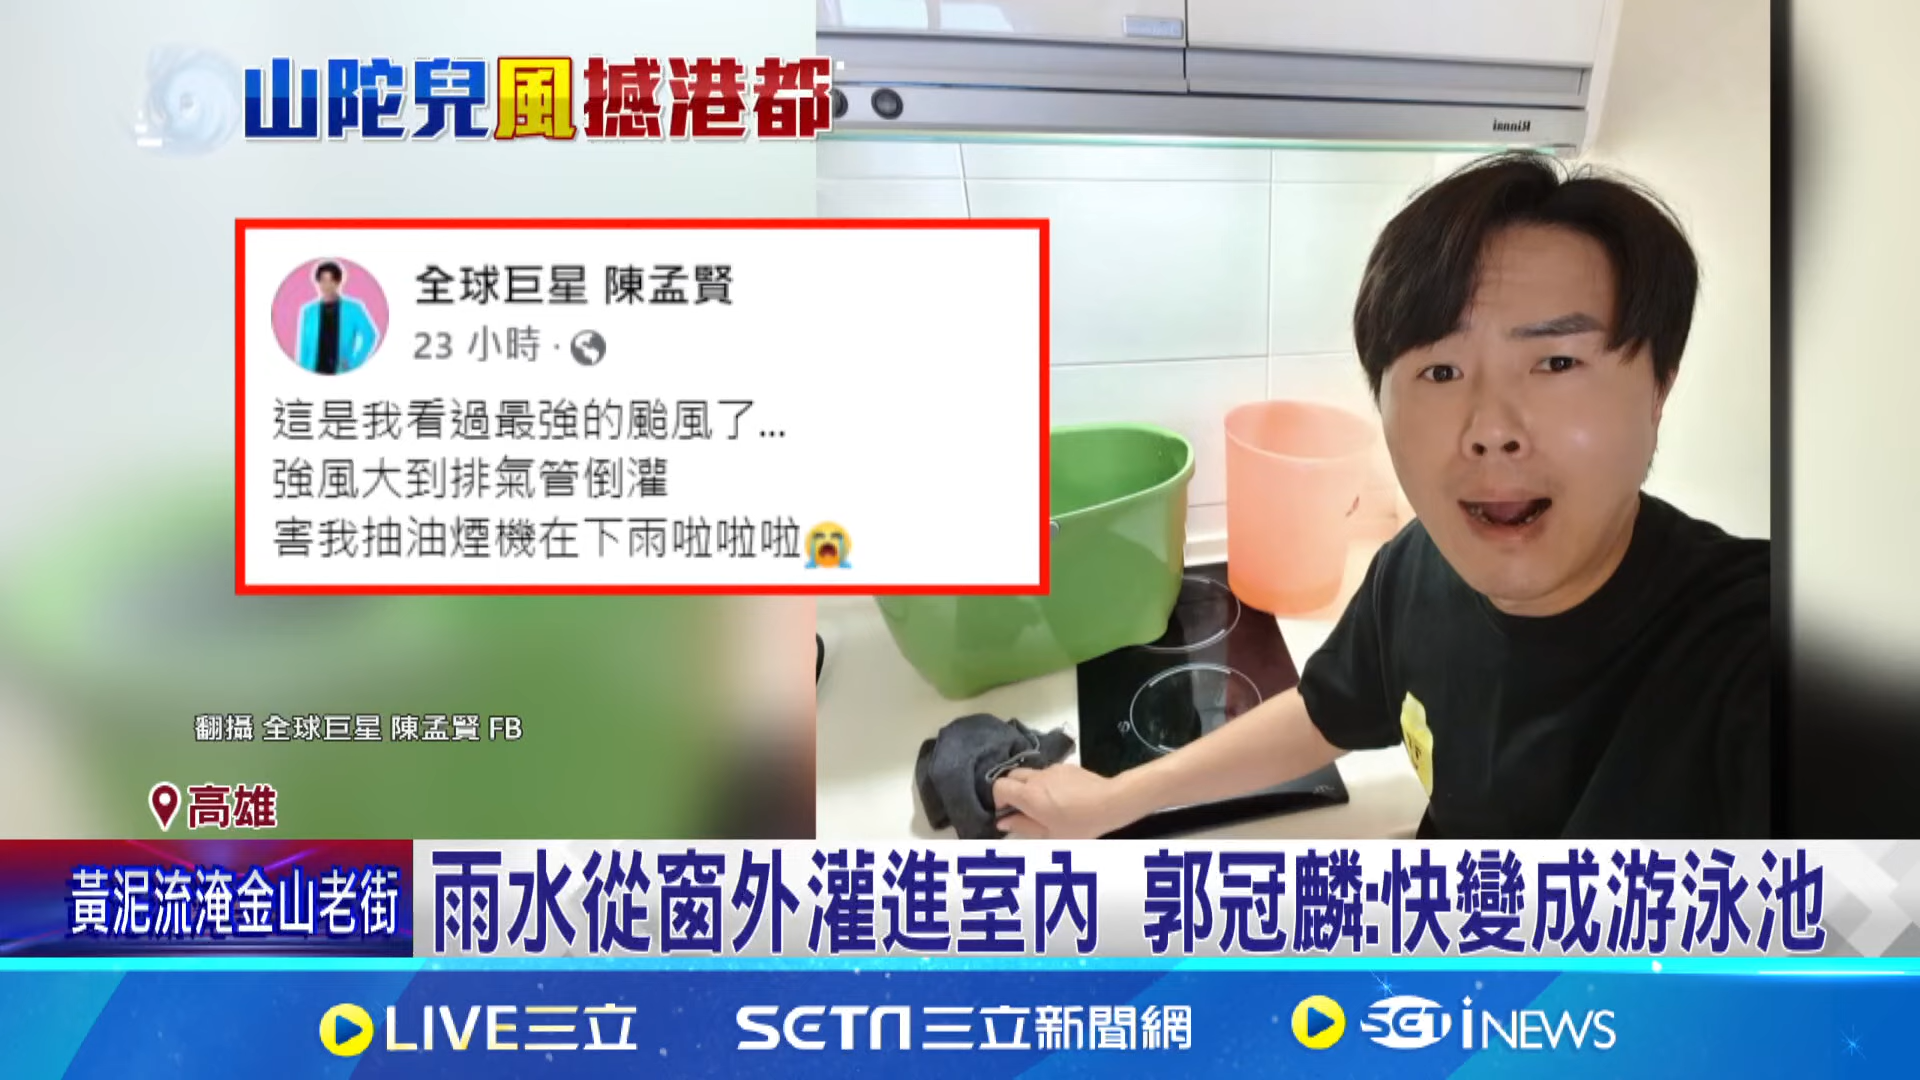 山陀兒風撼港都
Rinnai
全球巨星 陳孟賢
23 小時 ·
這是我看過最強的颱風了...
強風大到排氣管倒灌
害我抽油煙機在下雨啦啦啦😭
翻攝 全球巨星 陳孟賢 FB
高雄
黃泥流淹金山老街
雨水從窗外灌進室內 郭冠麟:快變成游泳池
LIVE三立
SETN三立新聞網
SETiNEWS